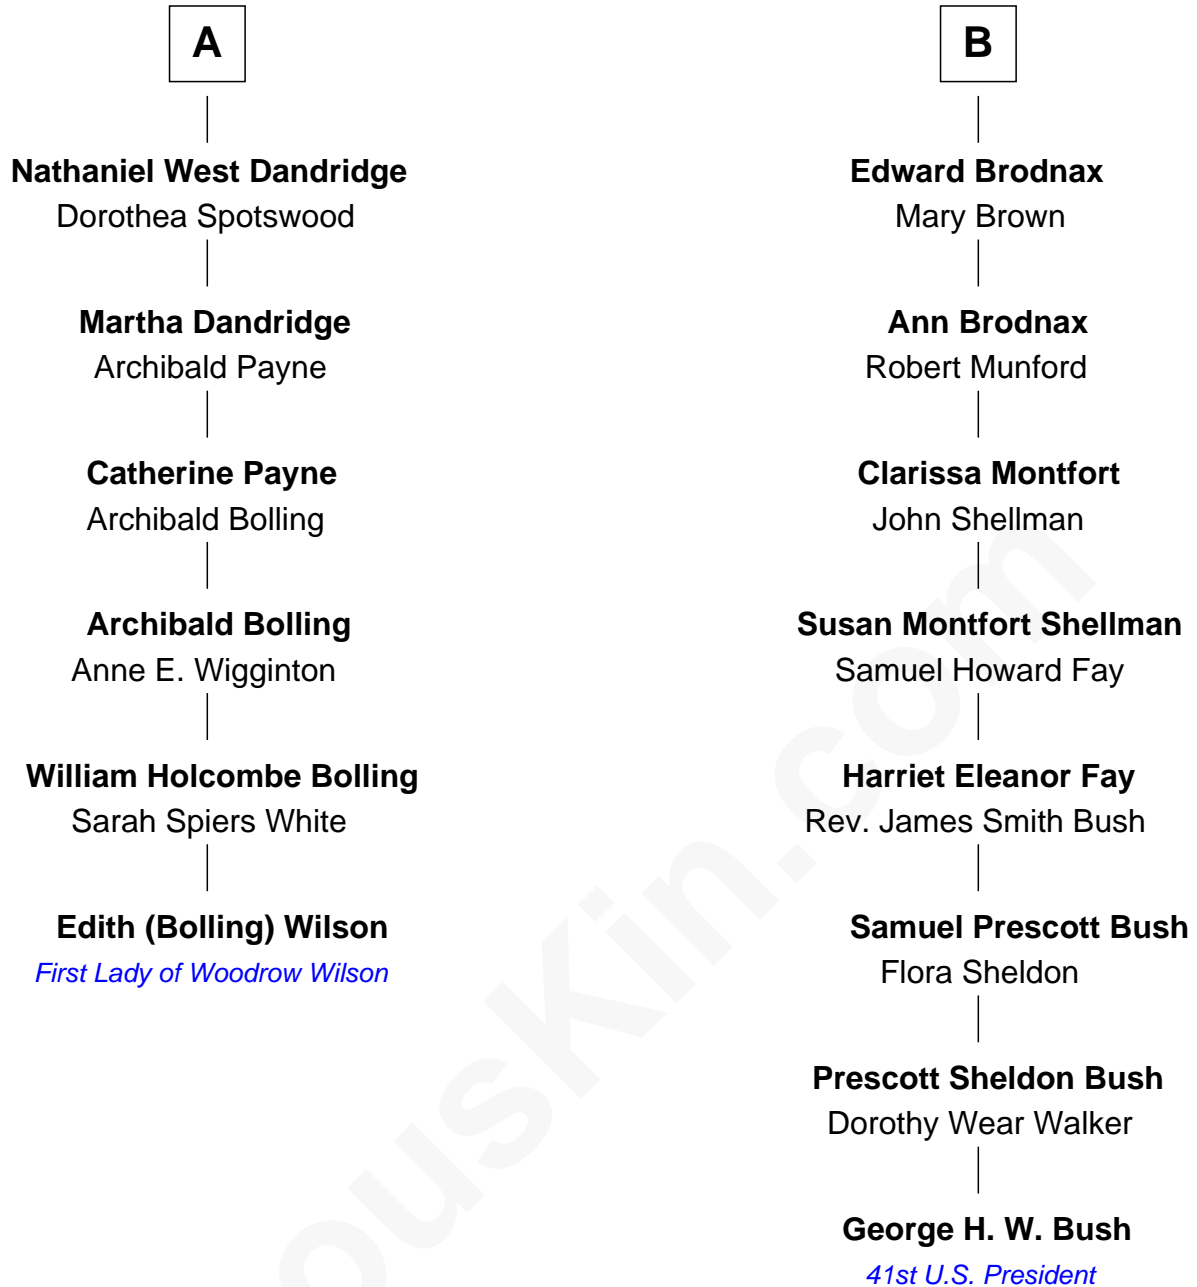 A
Nathaniel West Dandridge
Dorothea Spotswood
Martha Dandridge
Archibald Payne
Catherine Payne
Archibald Bolling
Archibald Bolling
Anne E. Wigginton
William Holcombe Bolling
Sarah Spiers White
Edith (Bolling) Wilson
First Lady of Woodrow Wilson
B
Edward Brodnax
Mary Brown
Ann Brodnax
Robert Munford
Clarissa Montfort
John Shellman
Susan Montfort Shellman
Samuel Howard Fay
Harriet Eleanor Fay
Rev. James Smith Bush
Samuel Prescott Bush
Flora Sheldon
Prescott Sheldon Bush
Dorothy Wear Walker
George H. W. Bush
41st U.S. President
ousKin.com